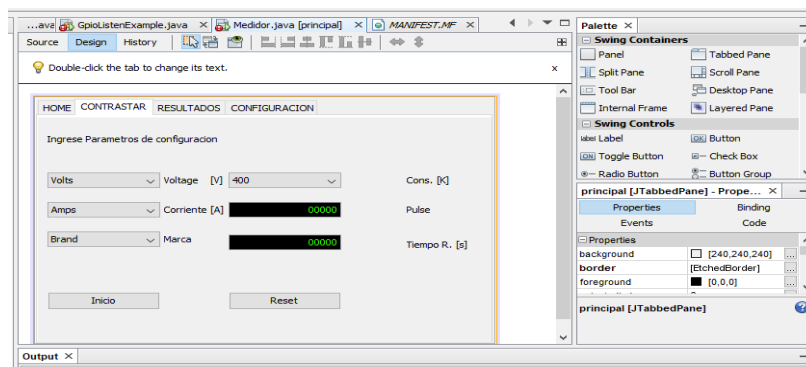 ...ava GpioListenExample.java × Medidor.java [principal] × MANIFEST.MF ×
Source Design History
Double-click the tab to change its text. x
HOME CONTRASTAR RESULTADOS CONFIGURACION
Ingrese Parametros de configuracion
Volts Voltage [V] 400 Cons. [K]
Amps Corriente [A] 00000 Pulse
Brand Marca 00000 Tiempo R. [s]
Inicio Reset
Output ×
Palette ×
Swing Containers
Panel Tabbed Pane
Split Pane Scroll Pane
Tool Bar Desktop Pane
Internal Frame Layered Pane
Swing Controls
label Label OK Button
ON Toggle Button Check Box
Radio Button Button Group
principal [JTabbedPane] - Prope... ×
Properties Binding
Events Code
Properties
background [240,240,240] ...
border [EtchedBorder] ...
foreground [0,0,0] ...
principal [JTabbedPane]